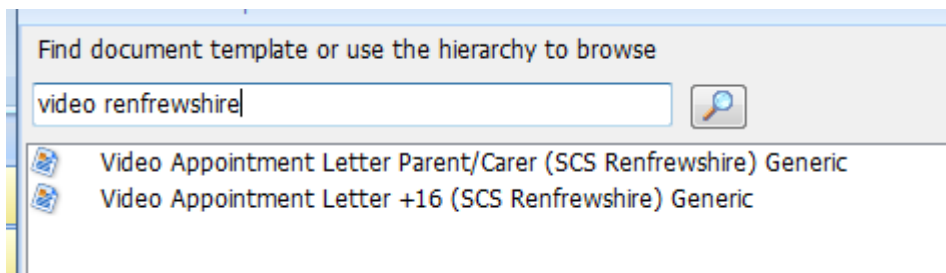 Find document template or use the hierarchy to browse
video renfrewshire
Video Appointment Letter Parent/Carer (SCS Renfrewshire) Generic
Video Appointment Letter +16 (SCS Renfrewshire) Generic